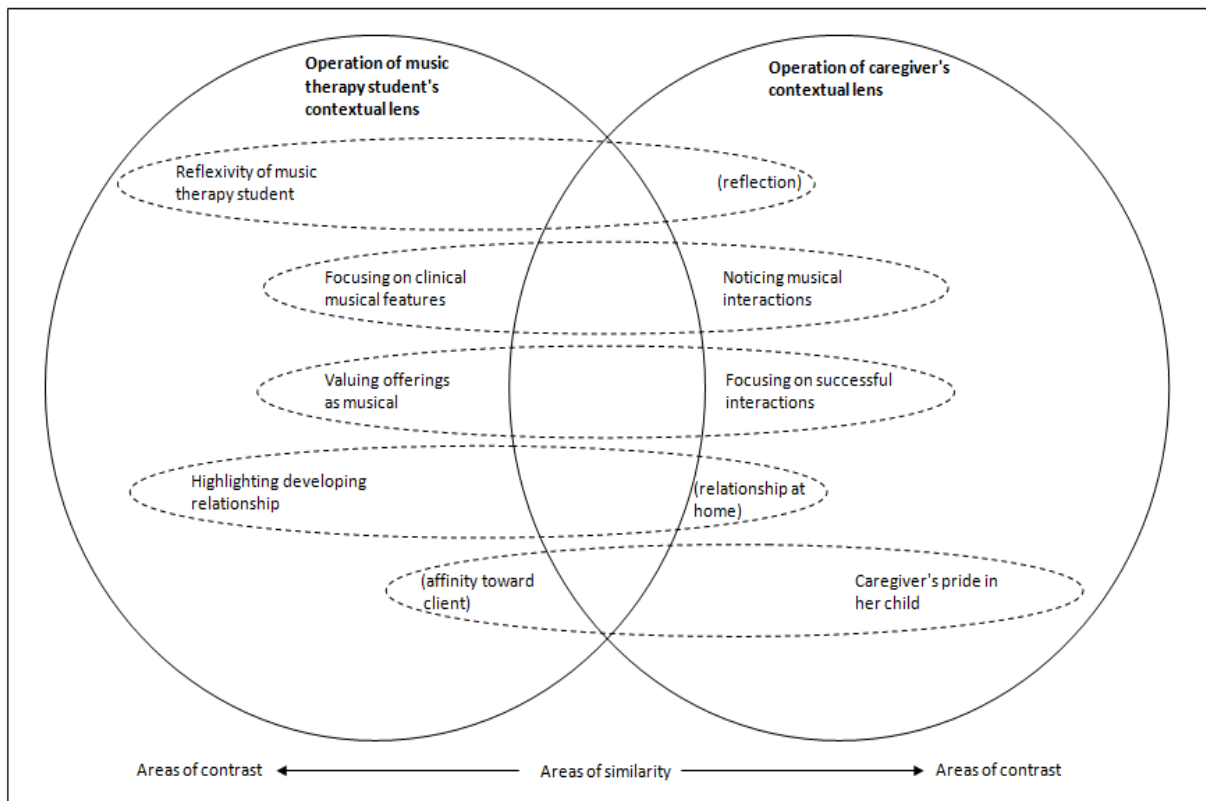 Operation of music
therapy student's
contextual lens
Operation of caregiver's
contextual lens
Reflexivity of music
therapy student
(reflection)
Focusing on clinical
musical features
Noticing musical
interactions
Valuing offerings
as musical
Focusing on successful
interactions
Highlighting developing
relationship
(relationship at
home)
(affinity toward
client)
Caregiver's pride in
her child
Areas of contrast
Areas of similarity
Areas of contrast